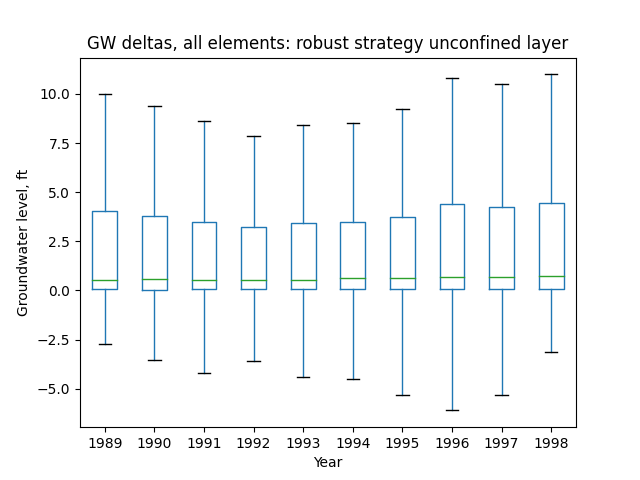 GW deltas, all elements: robust strategy unconfined layer
Groundwater level, ft
10.0
7.5
5.0
2.5
0.0
−2.5
−5.0
1989 1990 1991 1992 1993 1994 1995 1996 1997 1998
Year